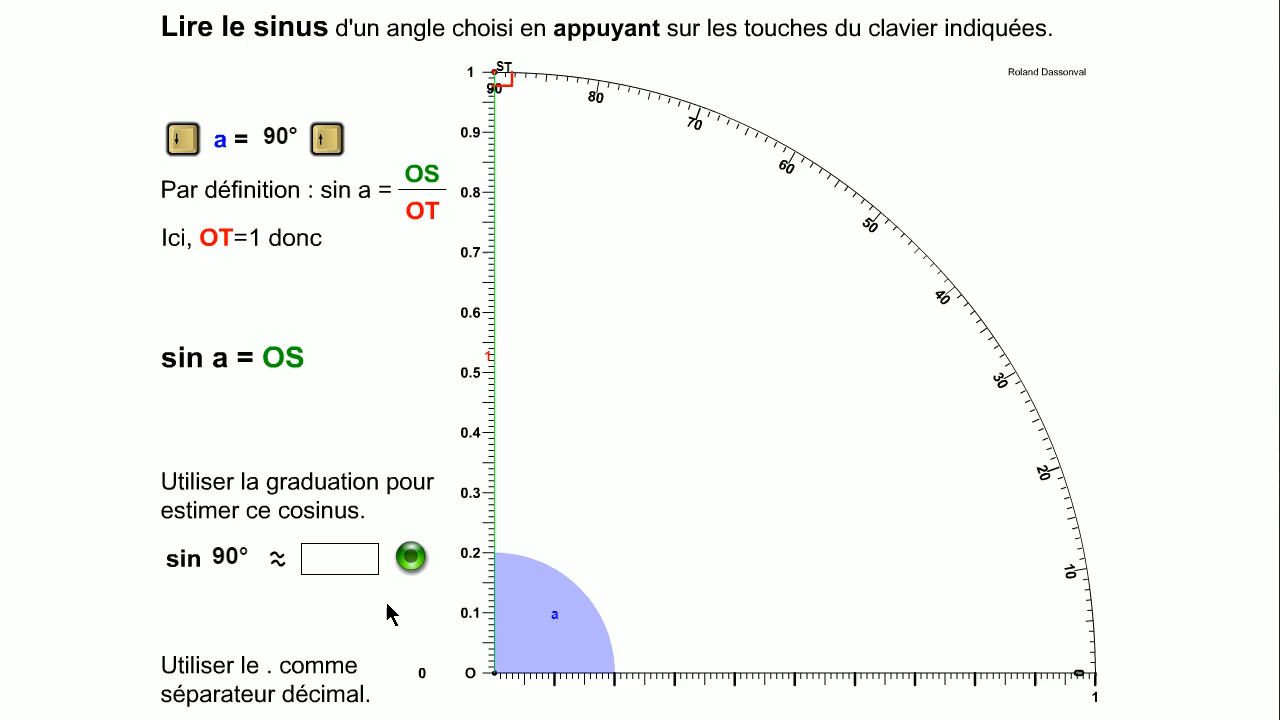 Lire le sinus d'un angle choisi en appuyant sur les touches du clavier indiquées.
Roland Dassonval
↓ a = 90° ↑
Par définition : sin a = OS
OT
Ici, OT=1 donc
sin a = OS
Utiliser la graduation pour
estimer ce cosinus.
sin 90° ≈
Utiliser le . comme
séparateur décimal.
0
1
0.9
0.8
0.7
0.6
0.5
0.4
0.3
0.2
0.1
O
1
ST
90
80
70
60
50
40
30
20
10
0
1
a